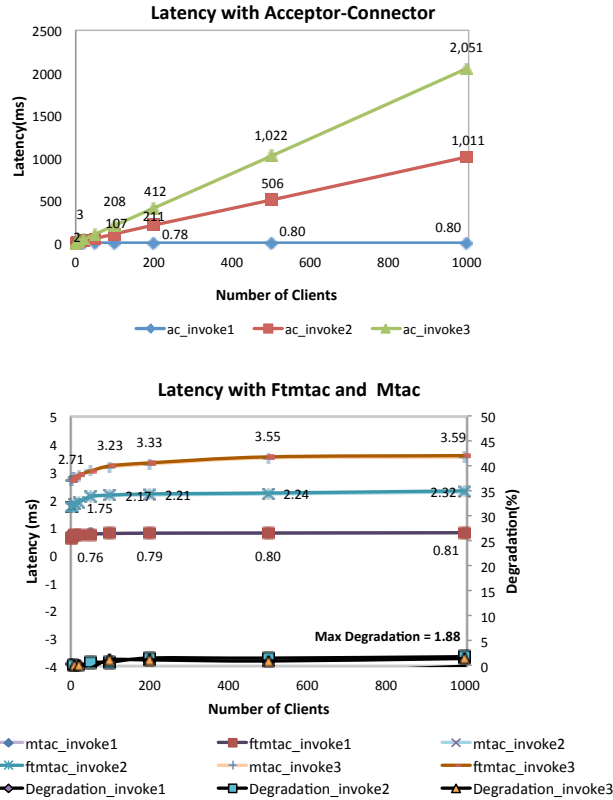 Latency with Acceptor-Connector
2500
2000
1500
1000
500
0
Latency(ms)
2,051
1,022
1,011
412
506
208
3
107
211
2
0.78
0.80
0.80
0 200 400 600 800 1000
Number of Clients
ac_invoke1 ac_invoke2 ac_invoke3
Latency with Ftmtac and Mtac
5
4
3
2
1
0
-1
-2
-3
-4
Latency (ms)
50
45
40
35
30
25
20
15
10
5
0
Degradation(%)
2.71 3.23 3.33 3.55 3.59
1.75 2.17 2.21 2.24 2.32
0.76 0.79 0.80 0.81
Max Degradation = 1.88
0 200 400 600 800 1000
Number of Clients
mtac_invoke1 ftmtac_invoke1 mtac_invoke2
ftmtac_invoke2 mtac_invoke3 ftmtac_invoke3
Degradation_invoke1 Degradation_invoke2 Degradation_invoke3